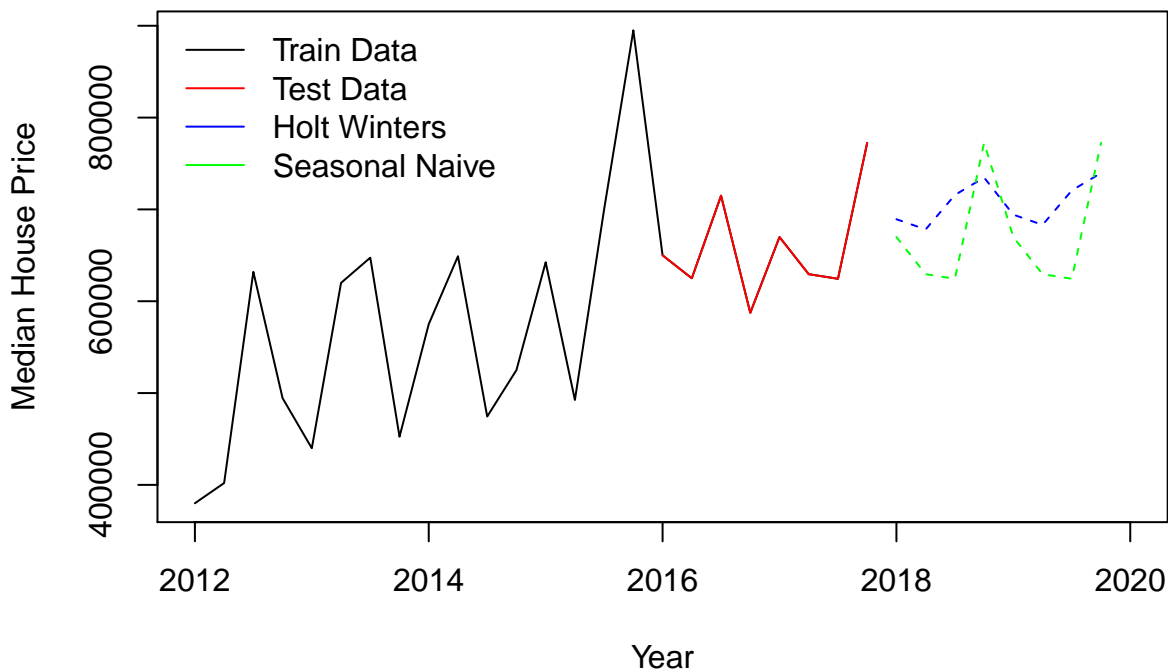 Train Data
Test Data
Holt Winters
Seasonal Naive
Median House Price
800000
600000
400000
2012 2014 2016 2018 2020
Year